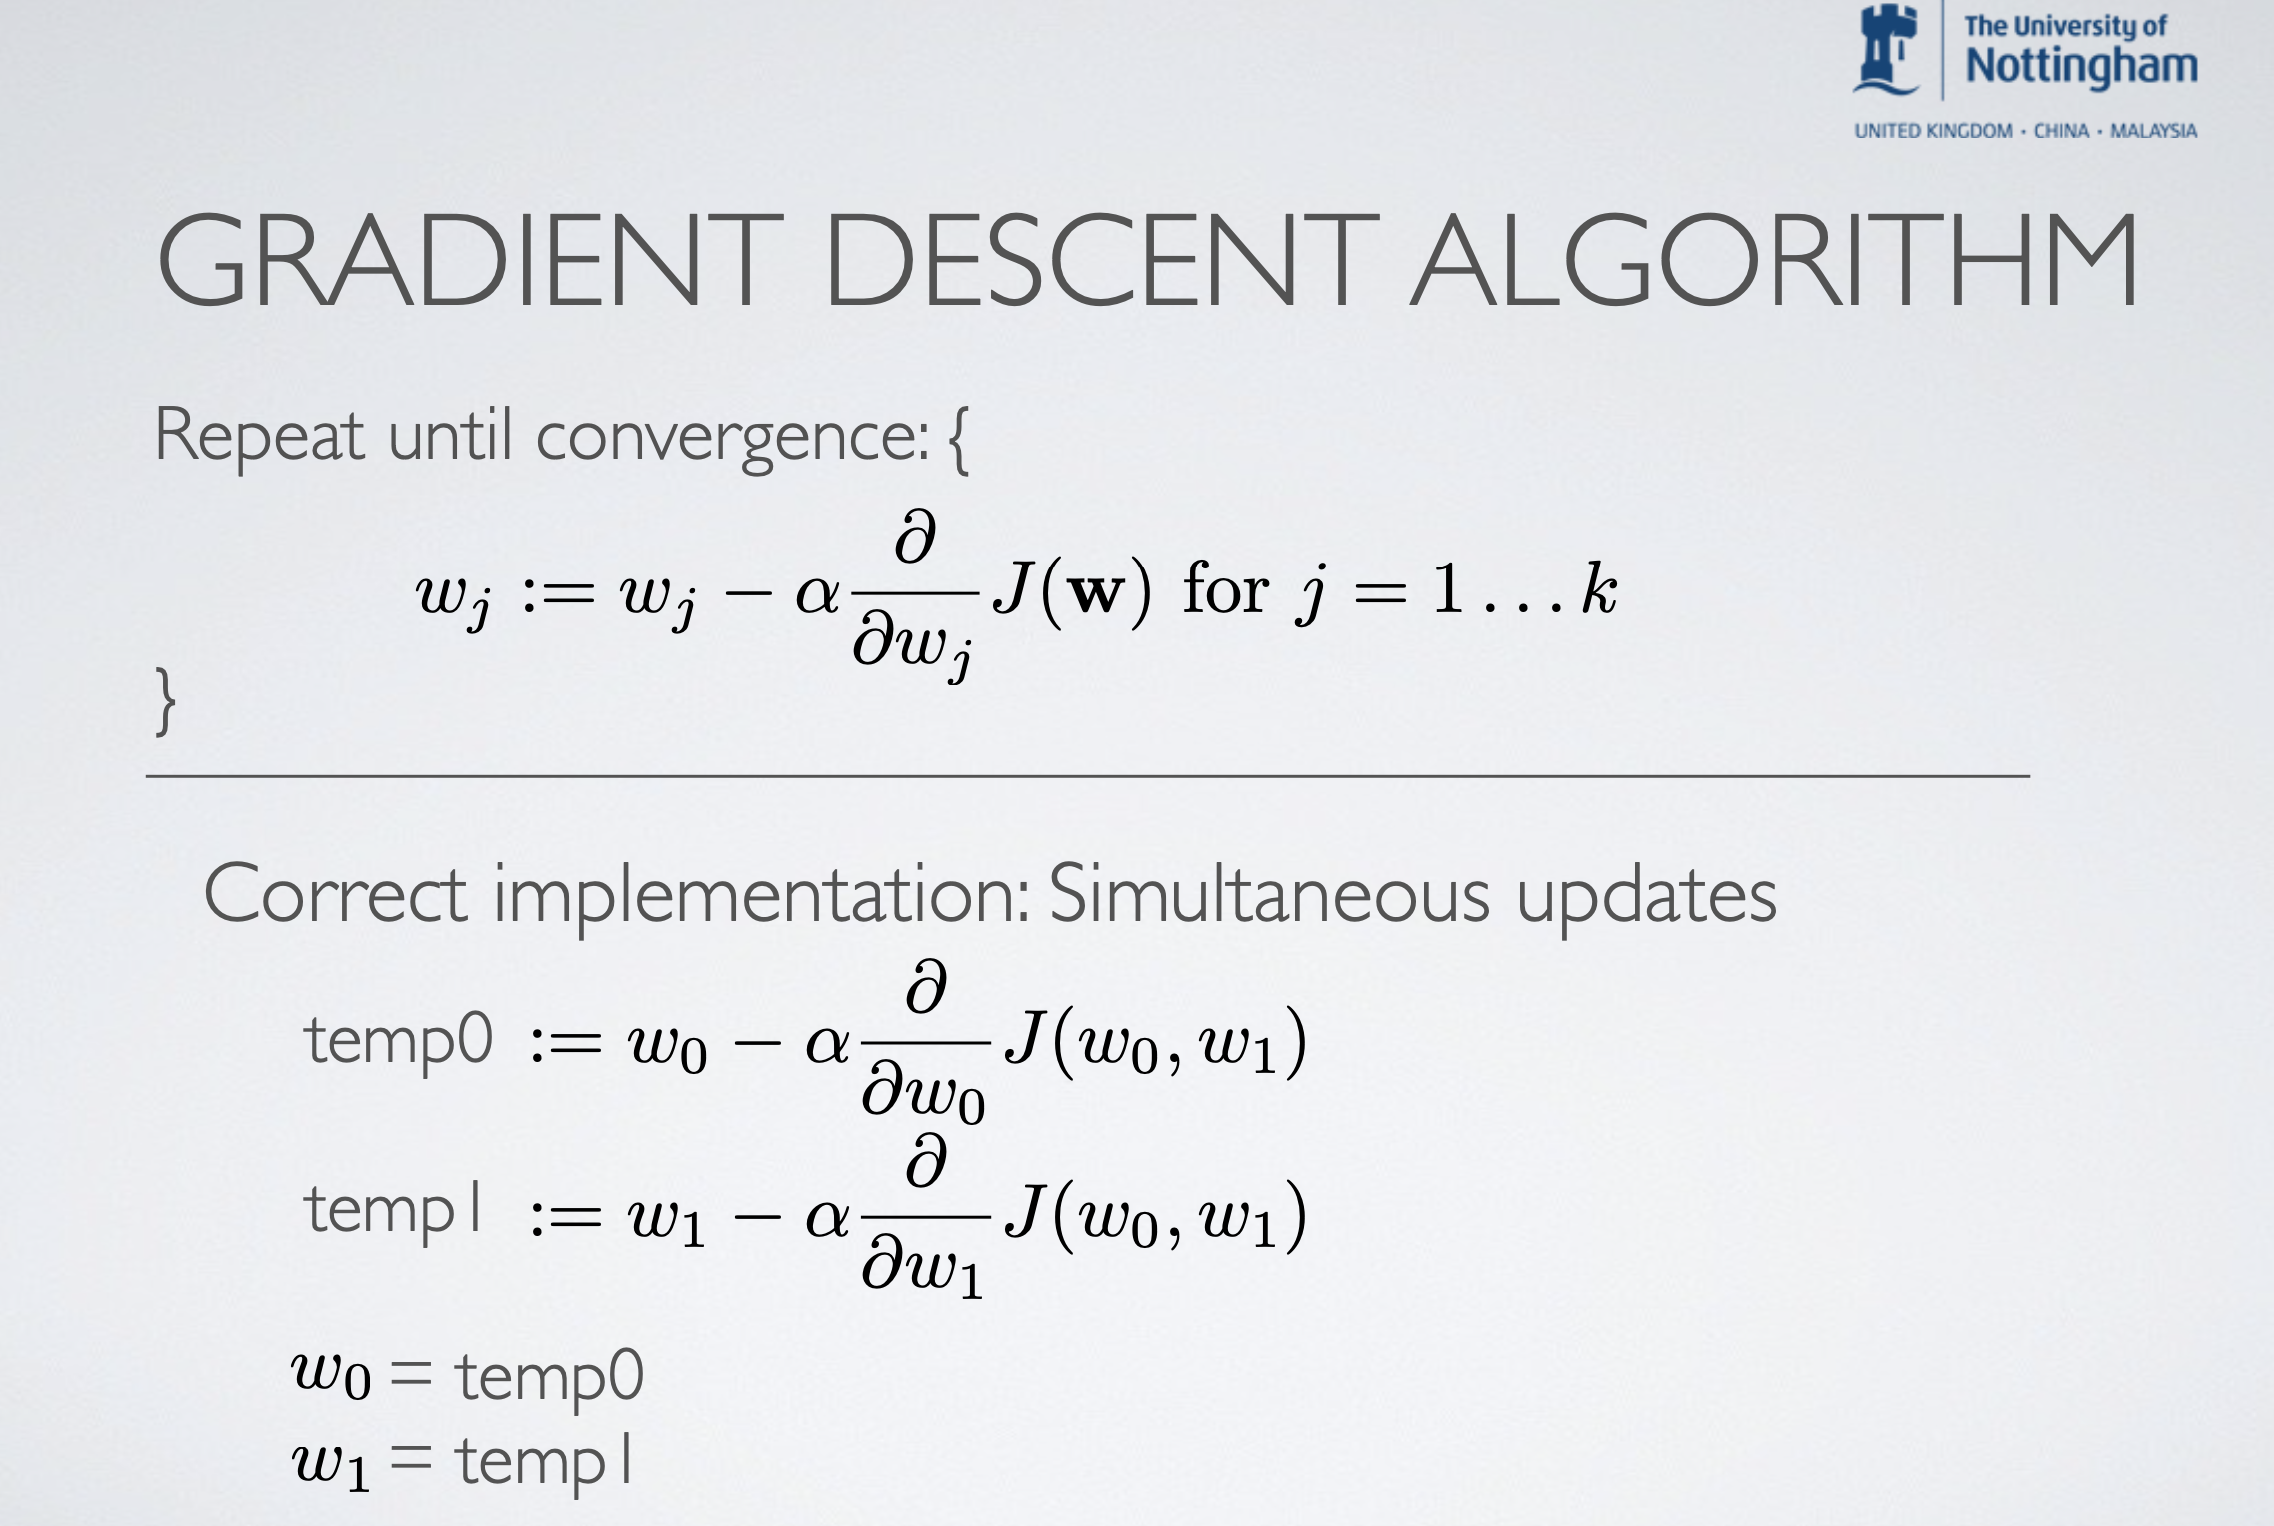 The University of
Nottingham
UNITED KINGDOM · CHINA · MALAYSIA
GRADIENT DESCENT ALGORITHM
Repeat until convergence: {
$w_j := w_j - \alpha \frac{\partial}{\partial w_j} J(\mathbf{w}) \text{ for } j = 1 \ldots k$
}
Correct implementation: Simultaneous updates
temp0 $:= w_0 - \alpha \frac{\partial}{\partial w_0} J(w_0, w_1)$
temp1 $:= w_1 - \alpha \frac{\partial}{\partial w_1} J(w_0, w_1)$
$w_0$ = temp0
$w_1$ = temp1